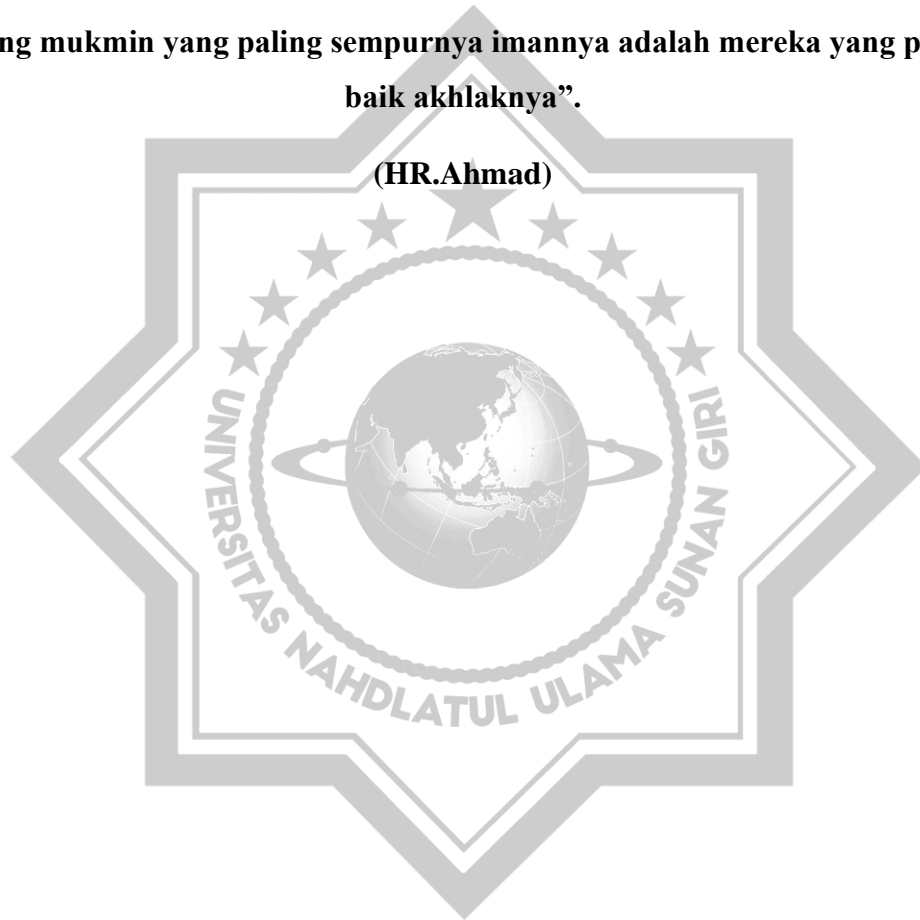 ng mukmin yang paling sempurnya imannya adalah mereka yang p
baik akhlaknya”.
(HR.Ahmad)
UNIVERSITAS NAHDLATUL ULAMA SUNAN GIRI